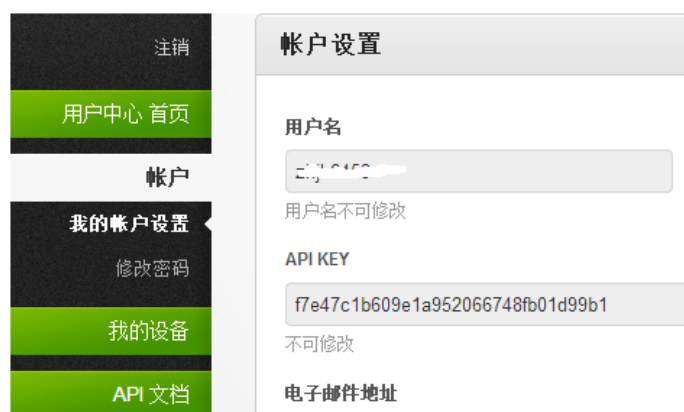 注销
用户中心 首页
帐户
我的帐户设置
修改密码
我的设备
API 文档
帐户设置
用户名
用户名不可修改
API KEY
f7e47c1b609e1a952066748fb01d99b1
不可修改
电子邮件地址